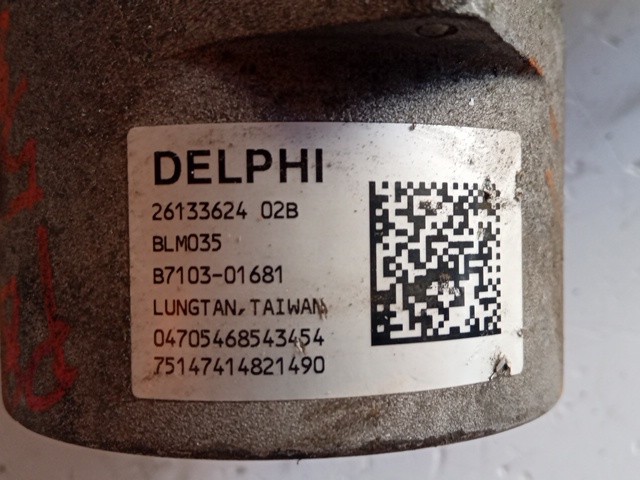 DELPHI
26133624 02B
BLM035
B7103-01681
LUNGTAN, TAIWAN
04705468543454
75147414821490